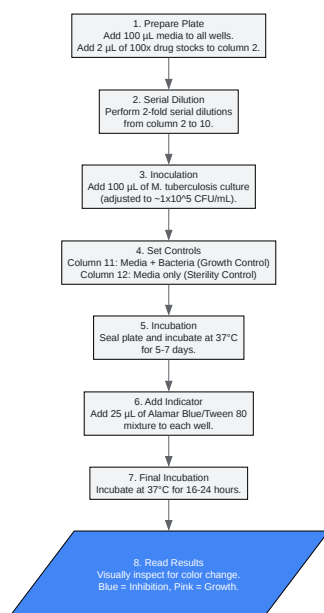 1. Prepare Plate
Add 100 µL media to all wells.
Add 2 µL of 100x drug stocks to column 2.
2. Serial Dilution
Perform 2-fold serial dilutions
from column 2 to 10.
3. Inoculation
Add 100 µL of M. tuberculosis culture
(adjusted to ~1x10^5 CFU/mL).
4. Set Controls
Column 11: Media + Bacteria (Growth Control)
Column 12: Media only (Sterility Control)
5. Incubation
Seal plate and incubate at 37°C
for 5-7 days.
6. Add Indicator
Add 25 µL of Alamar Blue/Tween 80
mixture to each well.
7. Final Incubation
Incubate at 37°C for 16-24 hours.
8. Read Results
Visually inspect for color change.
Blue = Inhibition, Pink = Growth.